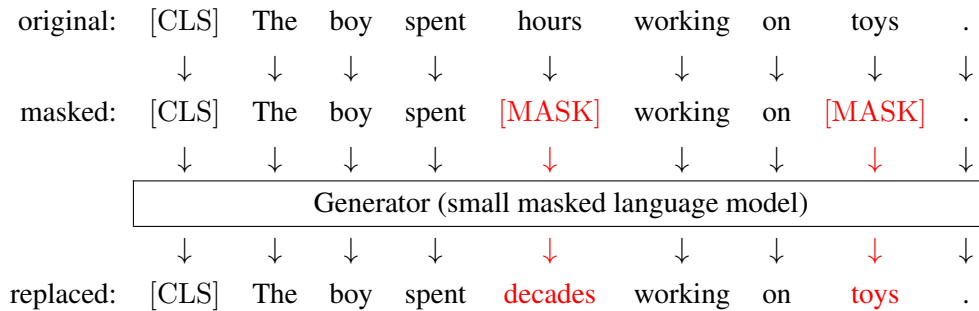 original: [CLS] The boy spent hours working on toys .
↓ ↓ ↓ ↓ ↓ ↓ ↓ ↓ ↓
masked: [CLS] The boy spent [MASK] working on [MASK] .
↓ ↓ ↓ ↓ ↓ ↓ ↓ ↓ ↓
Generator (small masked language model)
↓ ↓ ↓ ↓ ↓ ↓ ↓ ↓ ↓
replaced: [CLS] The boy spent decades working on toys .